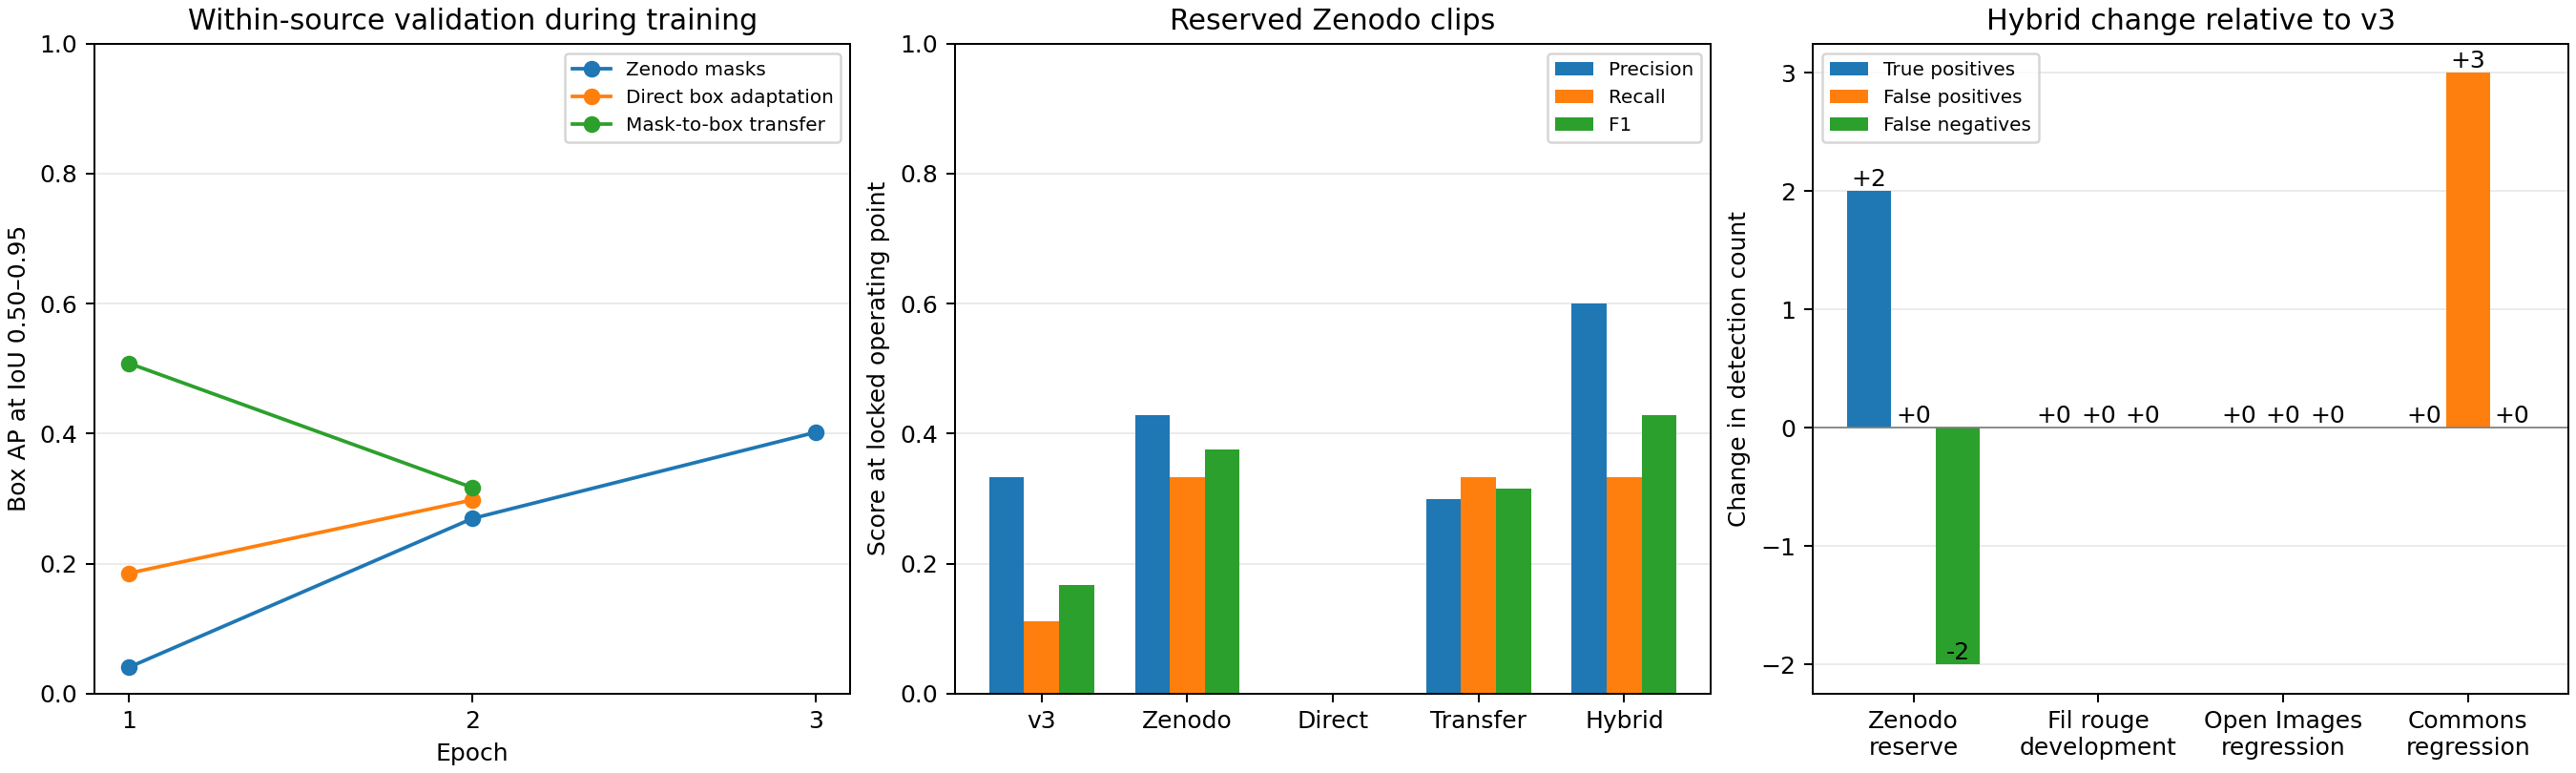 Within-source validation during training
Box AP at IoU 0.50–0.95
1.0
0.8
0.6
0.4
0.2
0.0
Zenodo masks
Direct box adaptation
Mask-to-box transfer
1 2 3
Epoch
Reserved Zenodo clips
Score at locked operating point
1.0
0.8
0.6
0.4
0.2
0.0
Precision
Recall
F1
v3 Zenodo Direct Transfer Hybrid
Hybrid change relative to v3
Change in detection count
3
2
1
0
−1
−2
True positives
False positives
False negatives
+2 +0 -2
+0 +0 +0
+0 +0 +0
+0 +3 +0
Zenodo
reserve
Fil rouge
development
Open Images
regression
Commons
regression